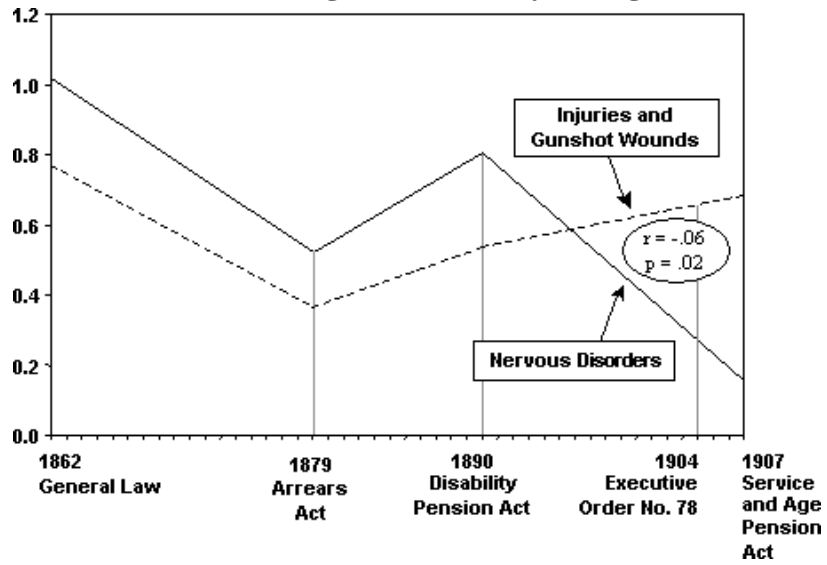 1.2
1.0
0.8
0.6
0.4
0.2
0.0
Injuries and
Gunshot Wounds
r = -.06
p = .02
Nervous Disorders
1862
General Law
1879
Arrears
Act
1890
Disability
Pension Act
1904
Executive
Order No. 78
1907
Service
and Age
Pension
Act